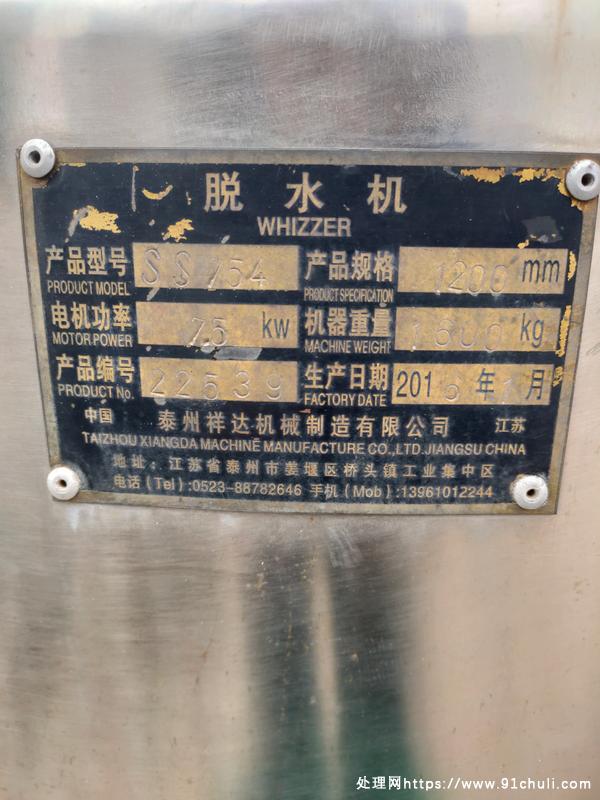 脱水机
WHIZZER
产品型号 SS754 产品规格 1200 mm
PRODUCT MODEL PRODUCT SPECIFICATION
电机功率 7.5 kw 机器重量 1600 kg
MOTOR POWER MACHINE WEIGHT
产品编号 22539 生产日期 201 年 月
PRODUCT No. FACTORY DATE
中国 泰州祥达机械制造有限公司 江苏
TAIZHOU XIANGDA MACHINE MANUFACTURE CO.,LTD.JIANGSU CHINA
地址：江苏省泰州市姜堰区桥头镇工业集中区
电话(Tel):0523-88782646 手机(Mob):13961012244
处理网https://www.91chuli.com/